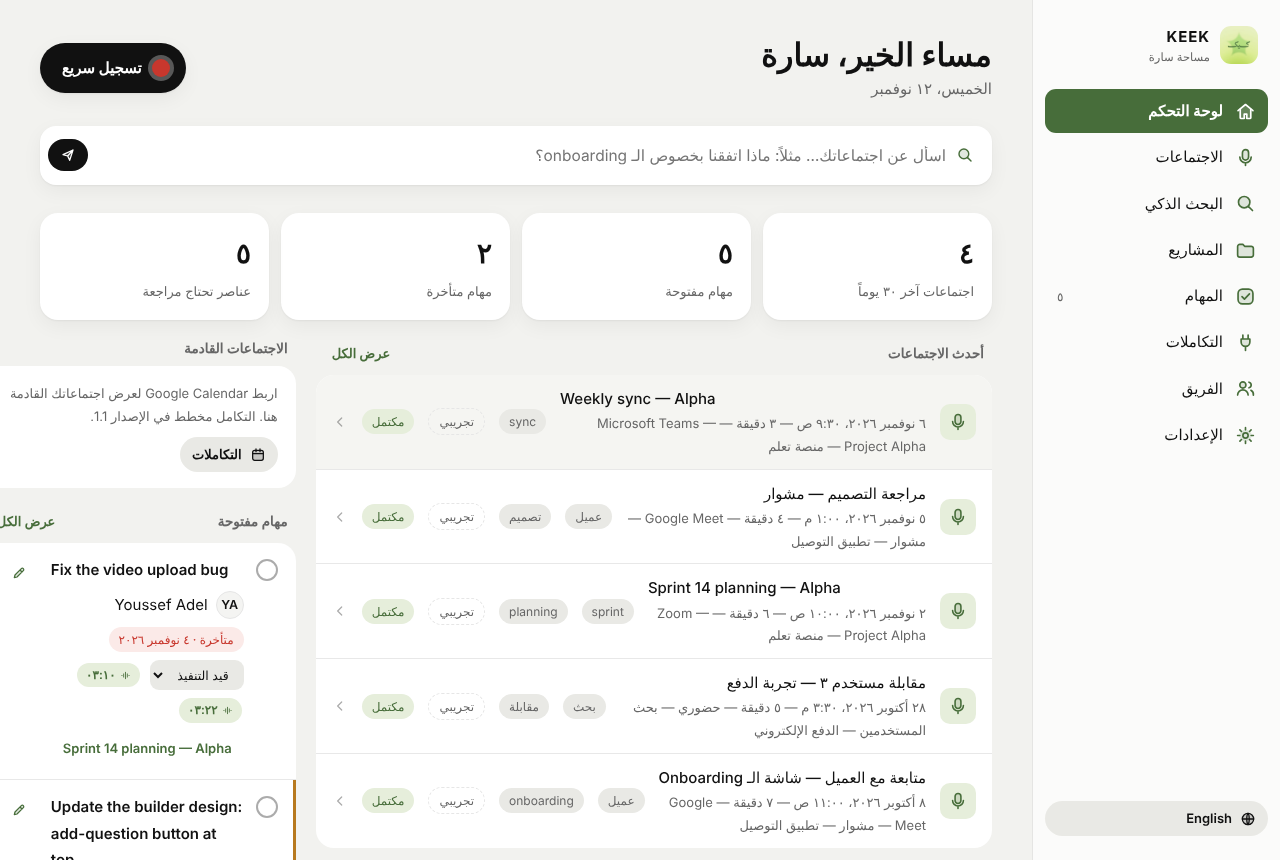 KEEK
مساحة سارة
لوحة التحكم
الاجتماعات
البحث الذكي
المشاريع
المهام
٥
التكاملات
الفريق
الإعدادات
English
مساء الخير، سارة
الخميس، ١٢ نوفمبر
تسجيل سريع
اسأل عن اجتماعاتك... مثلاً: ماذا اتفقنا بخصوص الـ onboarding؟
٤
اجتماعات آخر ٣٠ يوماً
٥
مهام مفتوحة
٢
مهام متأخرة
٥
عناصر تحتاج مراجعة
أحدث الاجتماعات
عرض الكل
Weekly sync — Alpha
٦ نوفمبر ٢٠٢٦، ٩:٣٠ ص — ٣ دقيقة — Microsoft Teams —
Project Alpha — منصة تعلم
sync
تجريبي
مكتمل
مراجعة التصميم — مشوار
٥ نوفمبر ٢٠٢٦، ١:٠٠ م — ٤ دقيقة — Google Meet —
مشوار — تطبيق التوصيل
عميل
تصميم
تجريبي
مكتمل
Sprint 14 planning — Alpha
٢ نوفمبر ٢٠٢٦، ١٠:٠٠ ص — ٦ دقيقة — Zoom —
Project Alpha — منصة تعلم
sprint
planning
تجريبي
مكتمل
مقابلة مستخدم ٣ — تجربة الدفع
٢٨ أكتوبر ٢٠٢٦، ٣:٣٠ م — ٥ دقيقة — حضوري — بحث
المستخدمين — الدفع الإلكتروني
بحث
مقابلة
تجريبي
مكتمل
متابعة مع العميل — شاشة الـ Onboarding
٨ أكتوبر ٢٠٢٦، ١١:٠٠ ص — ٧ دقيقة — Google
Meet — مشوار — تطبيق التوصيل
عميل
onboarding
تجريبي
مكتمل
الاجتماعات القادمة
اربط Google Calendar لعرض اجتماعاتك القادمة
هنا. التكامل مخطط في الإصدار 1.1.
التكاملات
مهام مفتوحة
عرض الكل
Fix the video upload bug
YA
Youssef Adel
متأخرة · ٤ نوفمبر ٢٠٢٦
قيد التنفيذ
٠٣:١٠
٠٣:٢٢
Sprint 14 planning — Alpha
Update the builder design:
add-question button at
top